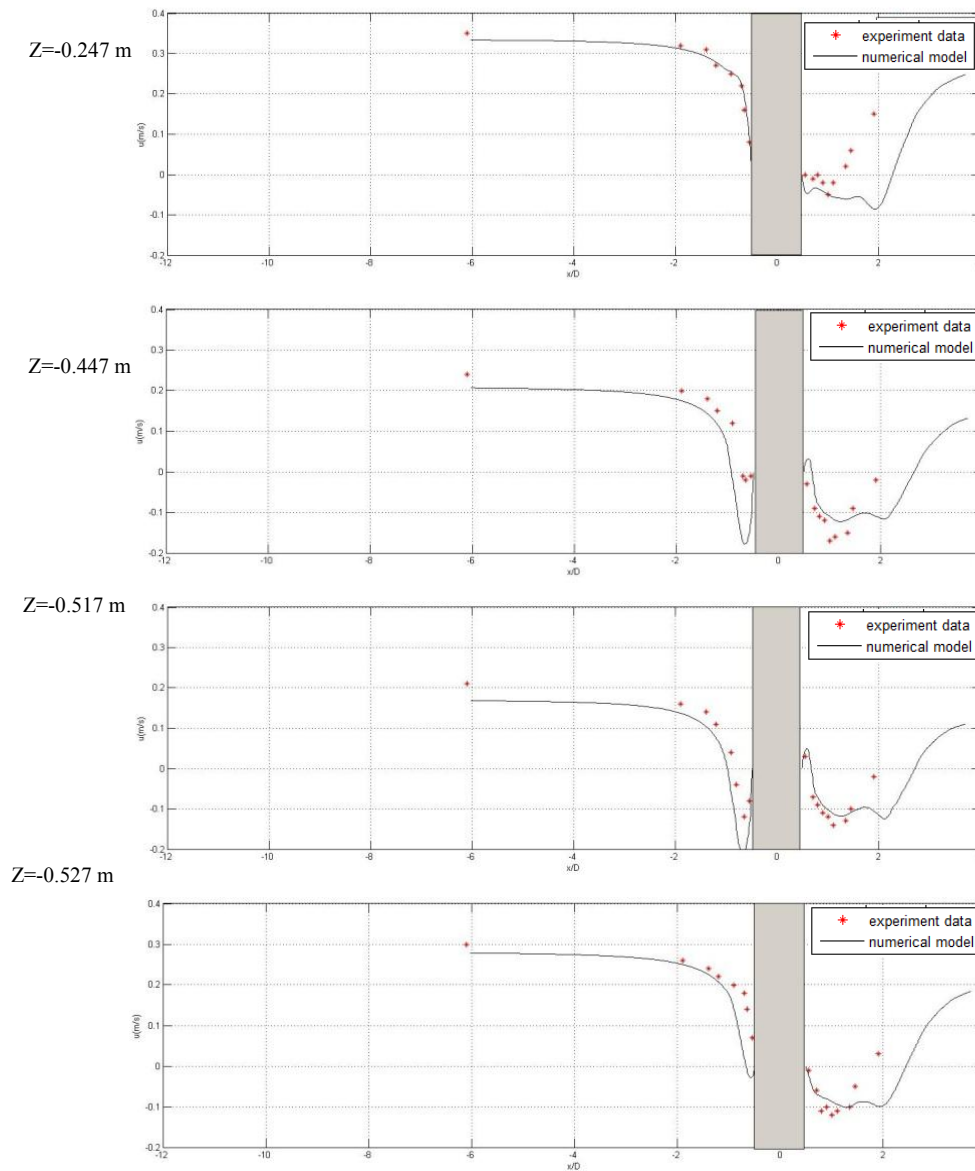 Z=-0.247 m
0.4
0.3
0.2
0.1
0
-0.1
-0.2
u(m/s)
experiment data
numerical model
-12 -10 -8 -6 -4 -2 0 2
x/D
Z=-0.447 m
0.4
0.3
0.2
0.1
0
-0.1
-0.2
u(m/s)
experiment data
numerical model
-12 -10 -8 -6 -4 -2 0 2
x/D
Z=-0.517 m
0.4
0.3
0.2
0.1
0
-0.1
-0.2
u(m/s)
experiment data
numerical model
-12 -10 -8 -6 -4 -2 0 2
x/D
Z=-0.527 m
0.4
0.3
0.2
0.1
0
-0.1
-0.2
u(m/s)
experiment data
numerical model
-12 -10 -8 -6 -4 -2 0 2
x/D